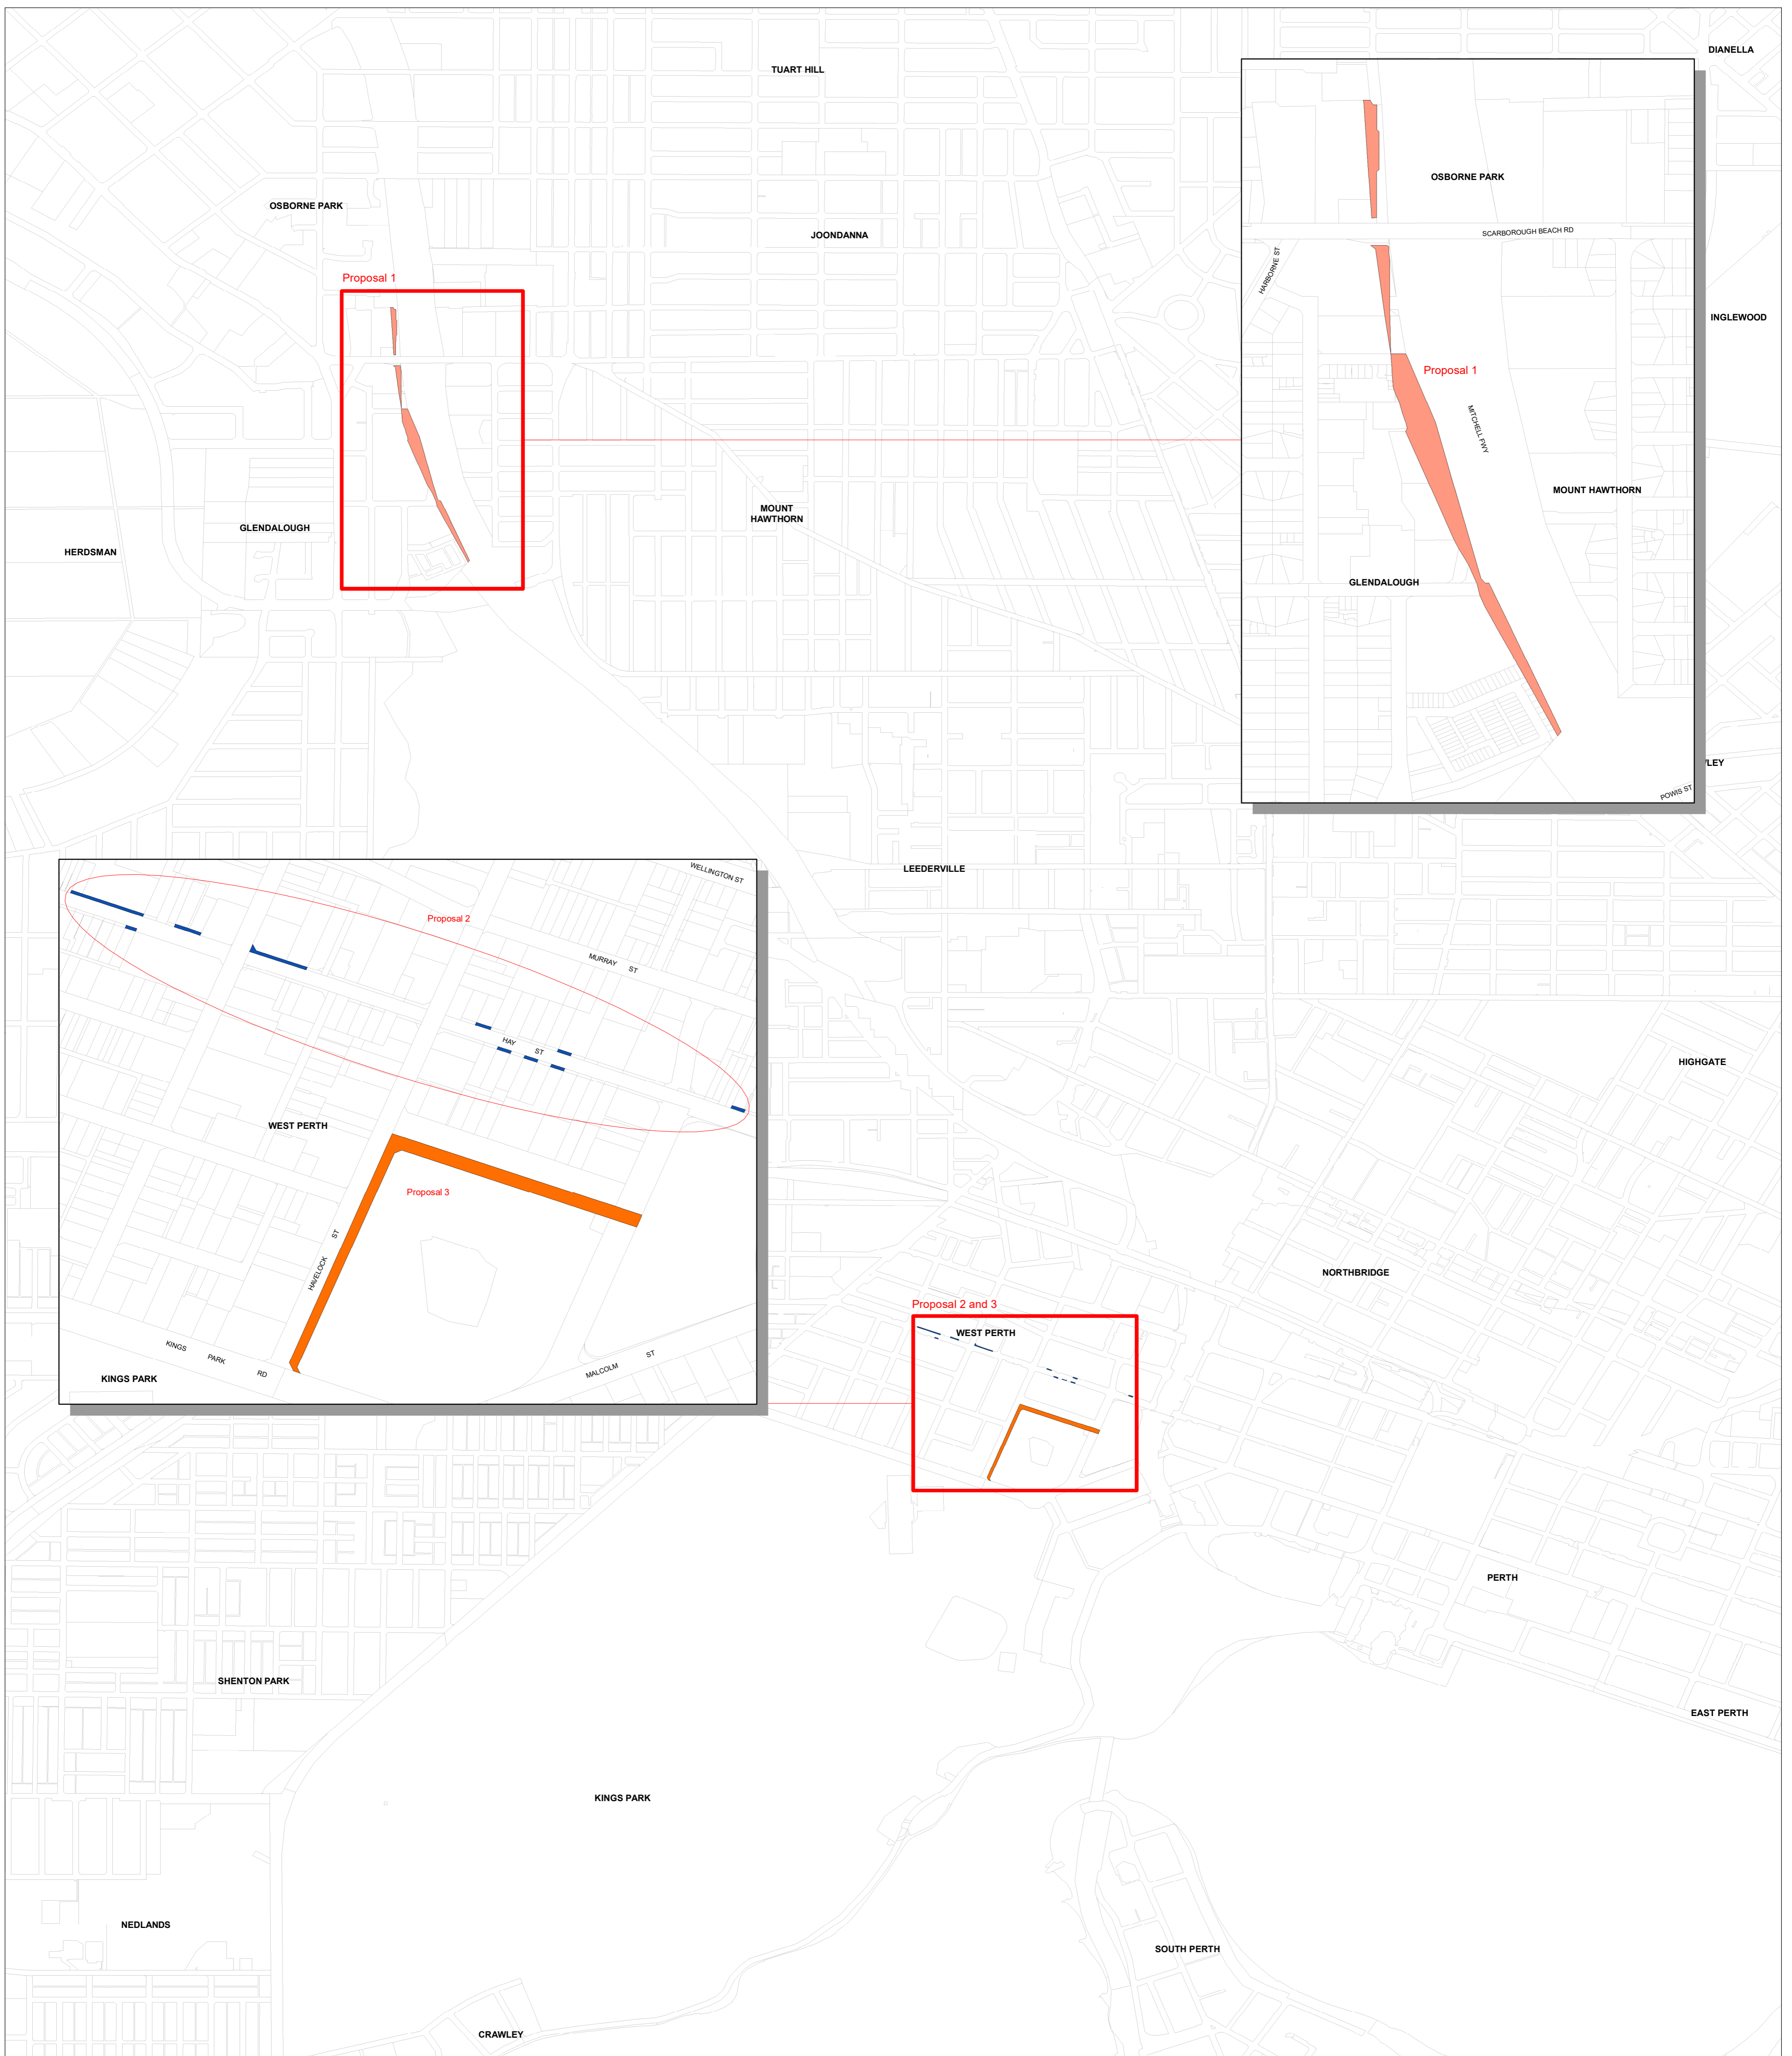 DIANELLA
TUART HILL
OSBORNE PARK
OSBORNE PARK
SCARBOROUGH BEACH RD
JOONDANNA
HARBORNE ST
Proposal 1
INGLEWOOD
Proposal 1
MITCHELL FWY
MOUNT HAWTHORN
MOUNT
HAWTHORN
GLENDALOUGH
HERDSMAN
GLENDALOUGH
POWIS ST
LEY
WELLINGTON ST
LEEDERVILLE
Proposal 2
MURRAY ST
HAY ST
HIGHGATE
WEST PERTH
Proposal 3
HAVELOCK ST
NORTHBRIDGE
Proposal 2 and 3
WEST PERTH
KINGS PARK RD
MALCOLM ST
KINGS PARK
PERTH
SHENTON PARK
EAST PERTH
KINGS PARK
NEDLANDS
SOUTH PERTH
CRAWLEY